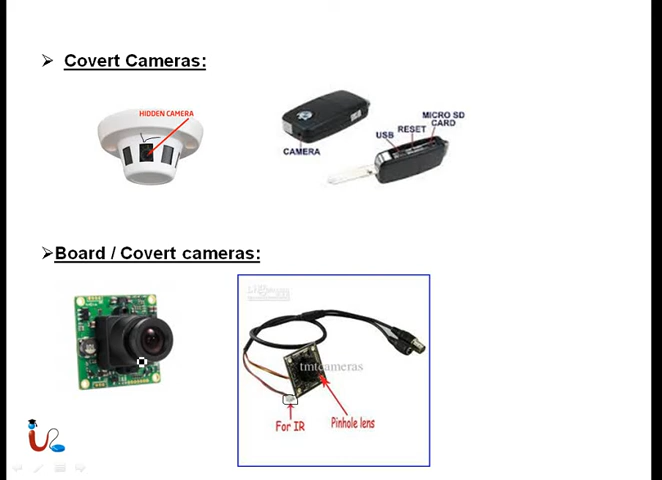 Covert Cameras:
HIDDEN CAMERA
MICRO SD
CARD
RESET
USB
CAMERA
Board / Covert cameras:
tmtcameras
Pinhole lens
For IR